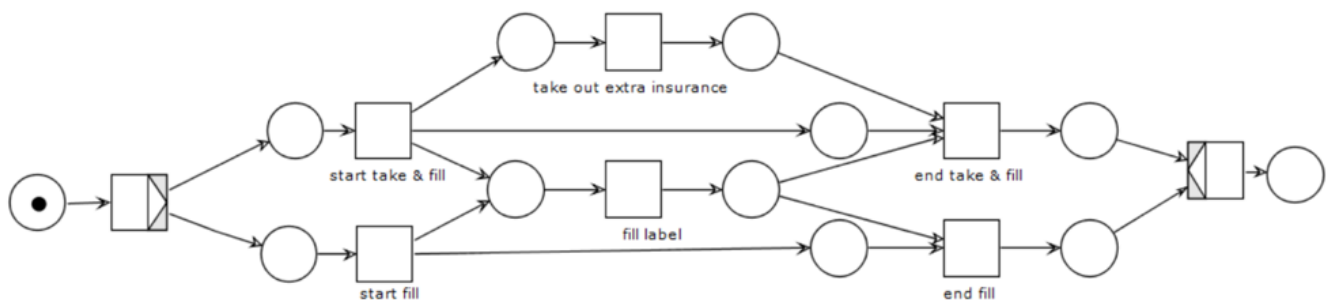 take out extra insurance
start take & fill
end take & fill
fill label
start fill
end fill